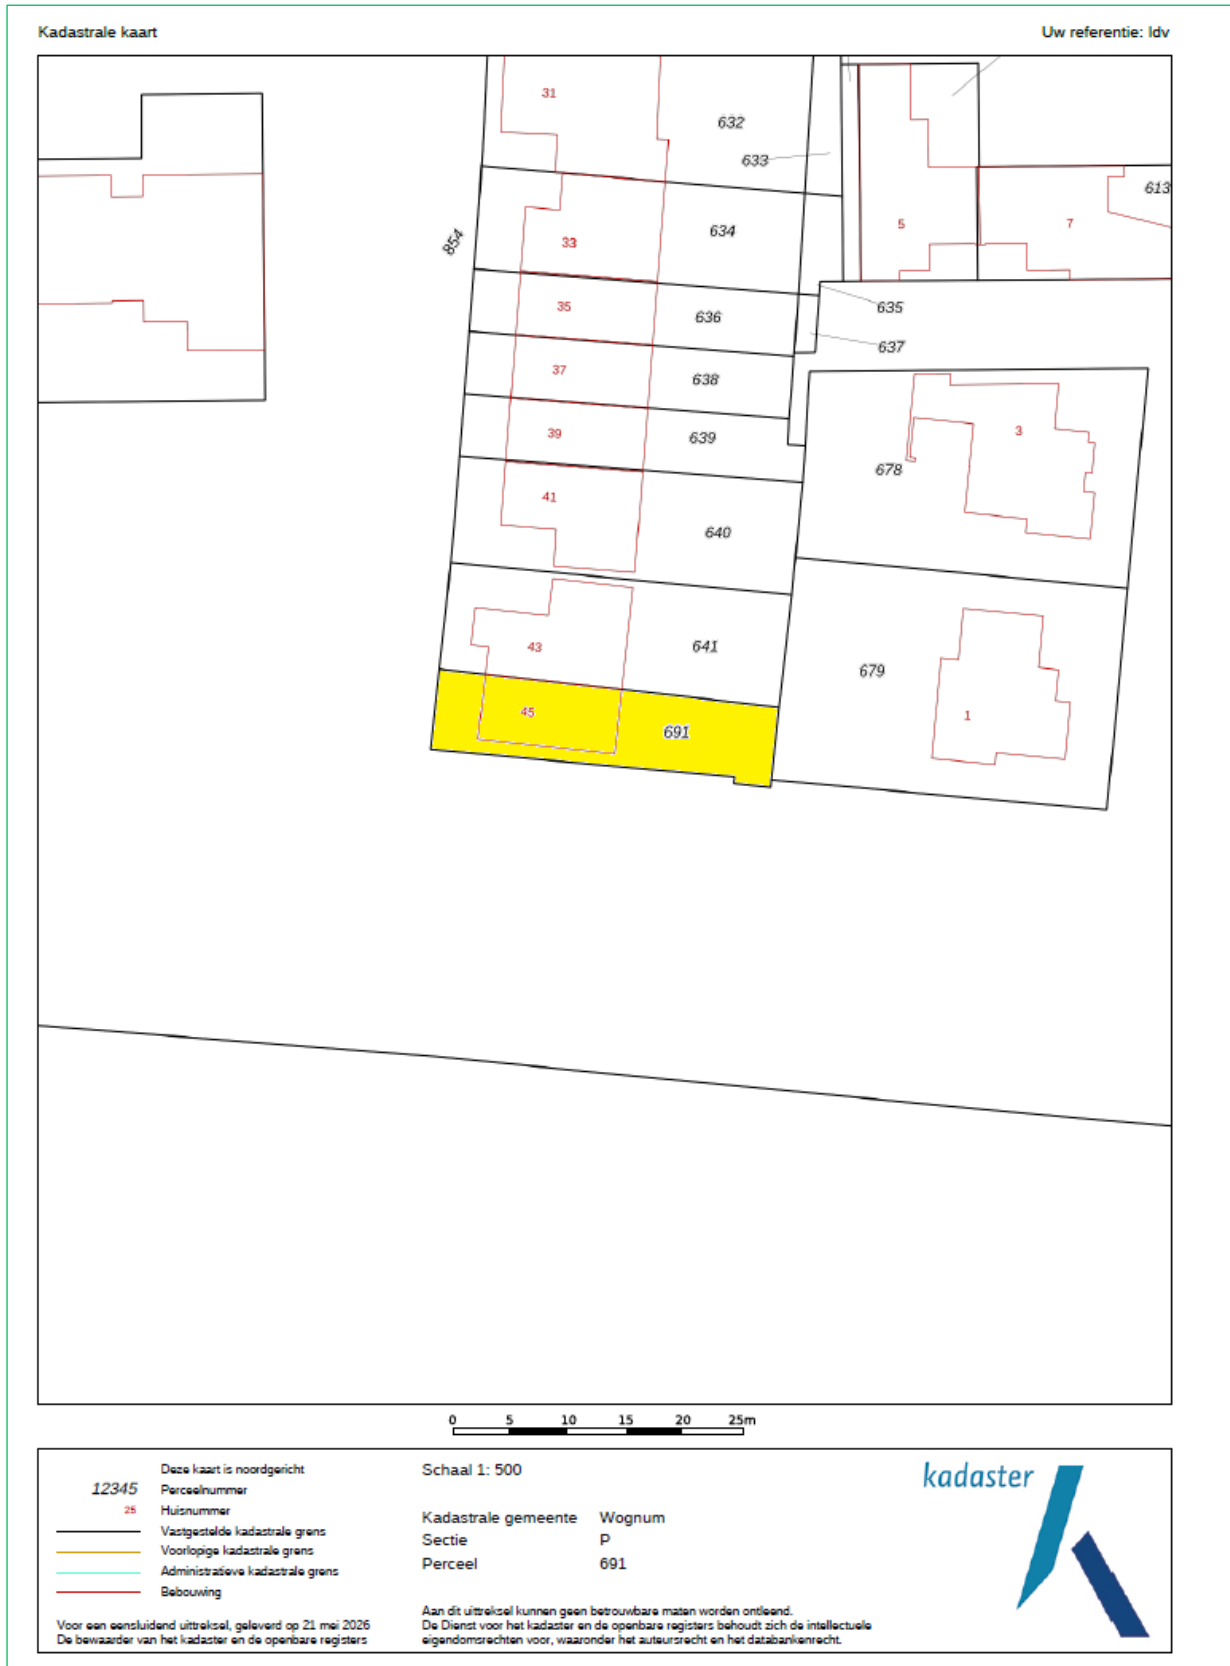 Kadastrale kaart
Uw referentie: ldv
31
632
633
613
854
33
634
5
7
35
636
635
637
37
638
39
639
3
678
41
640
43
641
679
45
691
1
0 5 10 15 20 25m
Deze kaart is noordgericht
12345 Perceelnummer
25 Huisnummer
Vastgestelde kadastrale grens
Voorlopige kadastrale grens
Administratieve kadastrale grens
Bebouwing
Voor een eensluidend uittreksel, geleverd op 21 mei 2026
De bewaarder van het kadaster en de openbare registers
Schaal 1: 500
Kadastrale gemeente Wognum
Sectie P
Perceel 691
Aan dit uittreksel kunnen geen betrouwbare maten worden ontleend.
De Dienst voor het kadaster en de openbare registers behoudt zich de intellectuele
eigendomsrechten voor, waaronder het auteursrecht en het databankenrecht.
kadaster